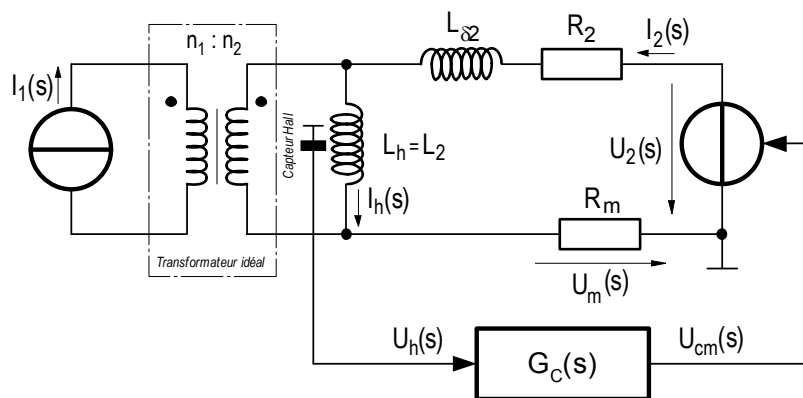 n₁ : n₂
L_δ2
R₂
I₂(s)
I₁(s)
Capteur Hall
L_h = L₂
U₂(s)
I_h(s)
R_m
Transformateur idéal
U_m(s)
U_h(s)
G_C(s)
U_cm(s)